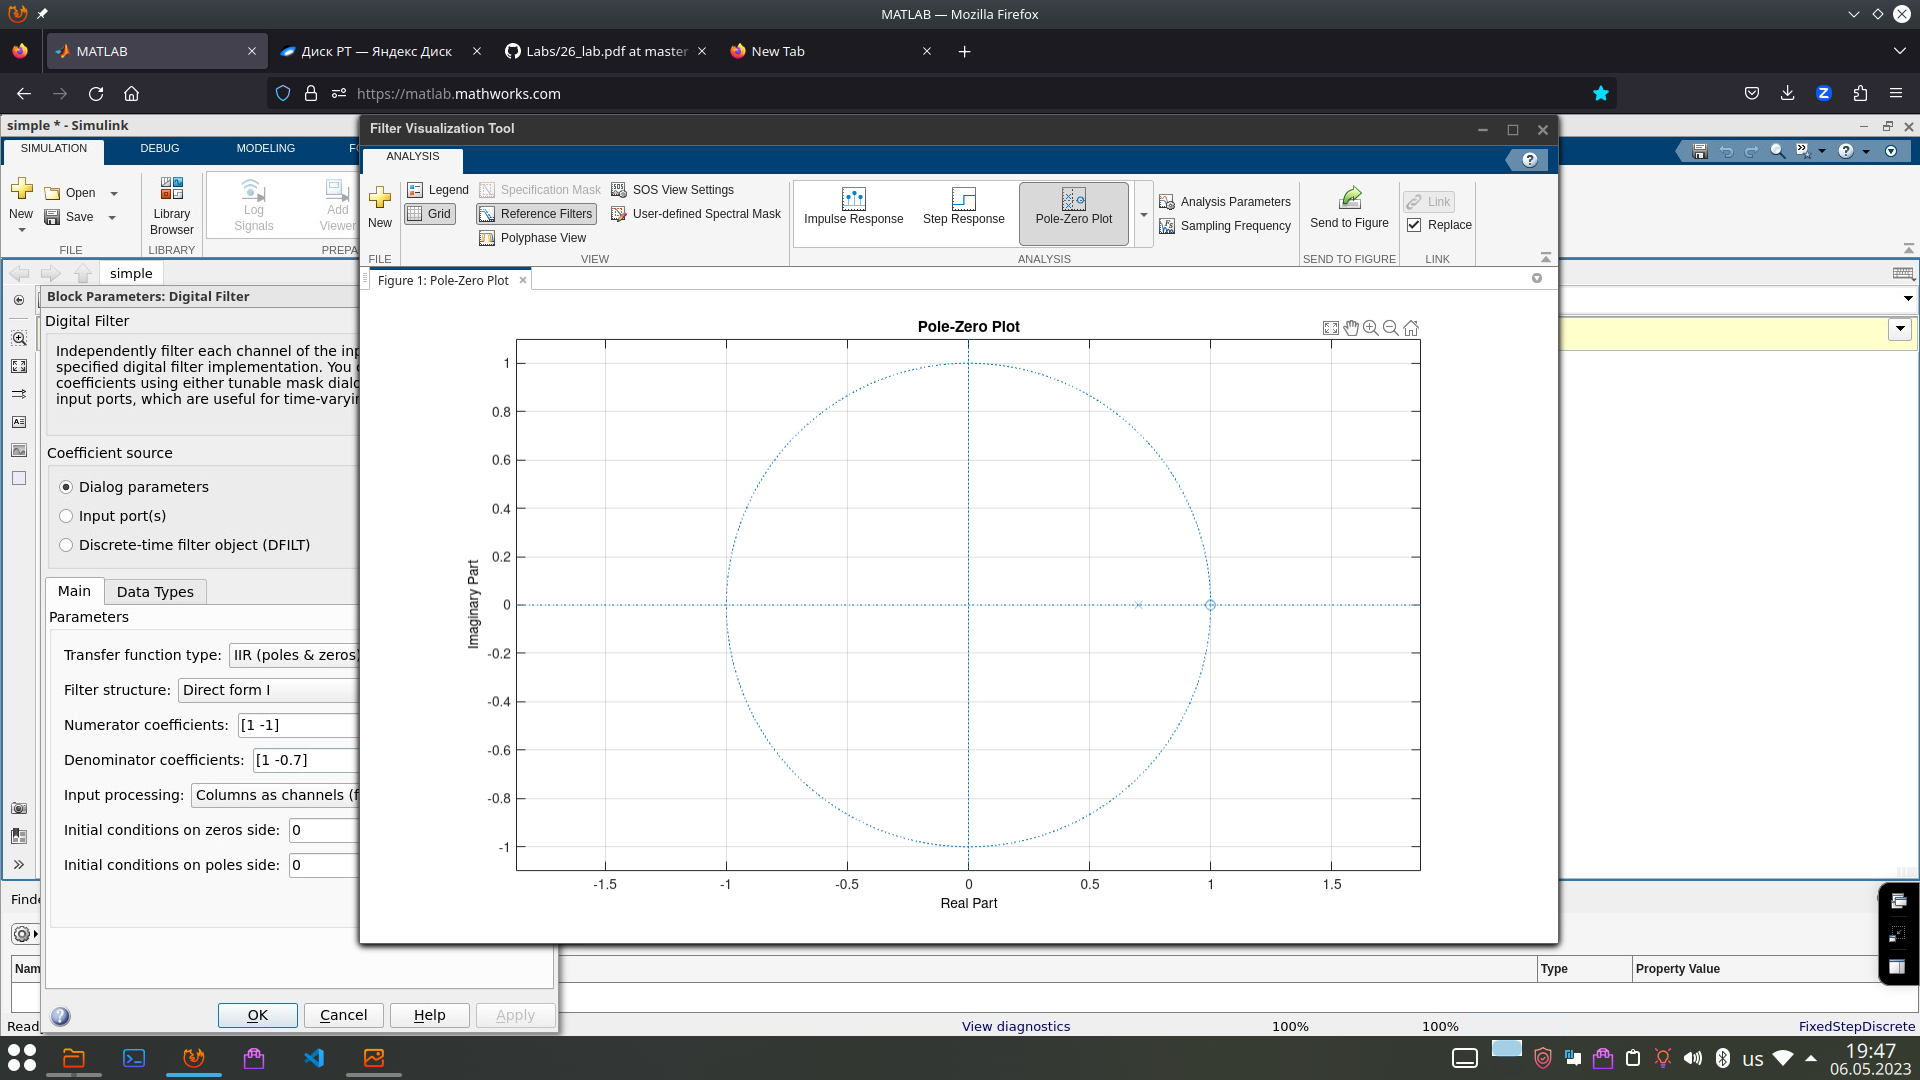 MATLAB — Mozilla Firefox
MATLAB
Диск РТ — Яндекс Диск
Labs/26_lab.pdf at master
New Tab
https://matlab.mathworks.com
simple * - Simulink
SIMULATION
DEBUG
MODELING
New
Open
Save
Library
Browser
Log
Signals
Add
Viewer
FILE
LIBRARY
PREPA
simple
Filter Visualization Tool
ANALYSIS
New
Legend
Grid
Specification Mask
Reference Filters
Polyphase View
SOS View Settings
User-defined Spectral Mask
Impulse Response
Step Response
Pole-Zero Plot
Analysis Parameters
Sampling Frequency
Send to Figure
Link
Replace
FILE
VIEW
ANALYSIS
SEND TO FIGURE
LINK
Figure 1: Pole-Zero Plot
Block Parameters: Digital Filter
Digital Filter
Independently filter each channel of the inp
specified digital filter implementation. You
coefficients using either tunable mask dialo
input ports, which are useful for time-varyin
Coefficient source
Dialog parameters
Input port(s)
Discrete-time filter object (DFILT)
Main
Data Types
Parameters
Transfer function type: IIR (poles & zeros)
Filter structure: Direct form I
Numerator coefficients: [1 -1]
Denominator coefficients: [1 -0.7]
Input processing: Columns as channels (f
Initial conditions on zeros side: 0
Initial conditions on poles side: 0
OK
Cancel
Help
Apply
Pole-Zero Plot
1
0.8
0.6
0.4
0.2
0
-0.2
-0.4
-0.6
-0.8
-1
Imaginary Part
-1.5
-1
-0.5
0
0.5
1
1.5
Real Part
Finde
Nam
Type
Property Value
Read
View diagnostics
100%
100%
FixedStepDiscrete
us
19:47
06.05.2023